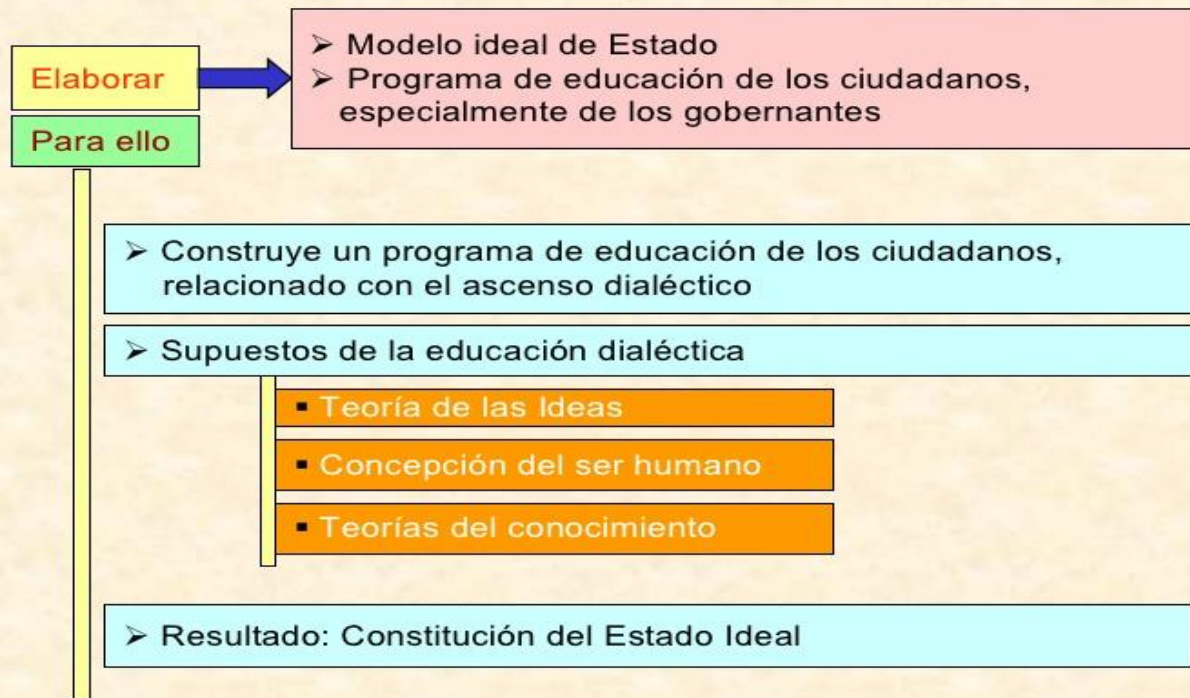 Elaborar
➤ Modelo ideal de Estado
➤ Programa de educación de los ciudadanos,
especialmente de los gobernantes
Para ello
➤ Construye un programa de educación de los ciudadanos,
relacionado con el ascenso dialéctico
➤ Supuestos de la educación dialéctica
▪ Teoría de las Ideas
▪ Concepción del ser humano
▪ Teorías del conocimiento
➤ Resultado: Constitución del Estado Ideal